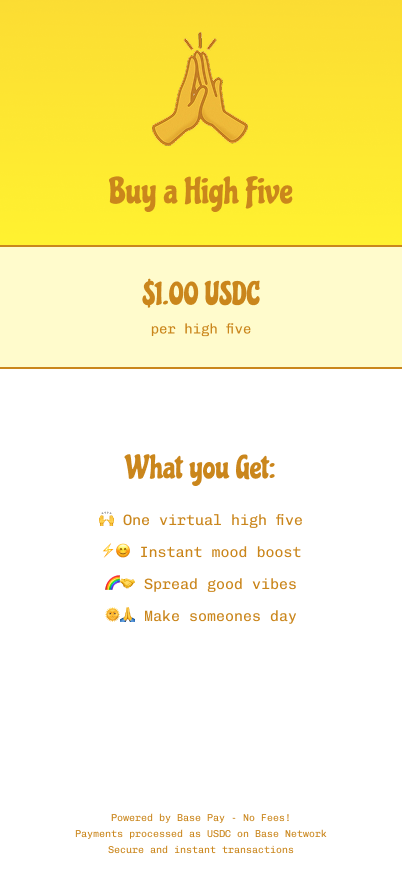 Buy a High Five
$1.00 USDC
per high five
What you Get:
🙌 One virtual high five
⚡😊 Instant mood boost
🌈🤝 Spread good vibes
🌞🙏 Make someones day
Powered by Base Pay - No Fees!
Payments processed as USDC on Base Network
Secure and instant transactions